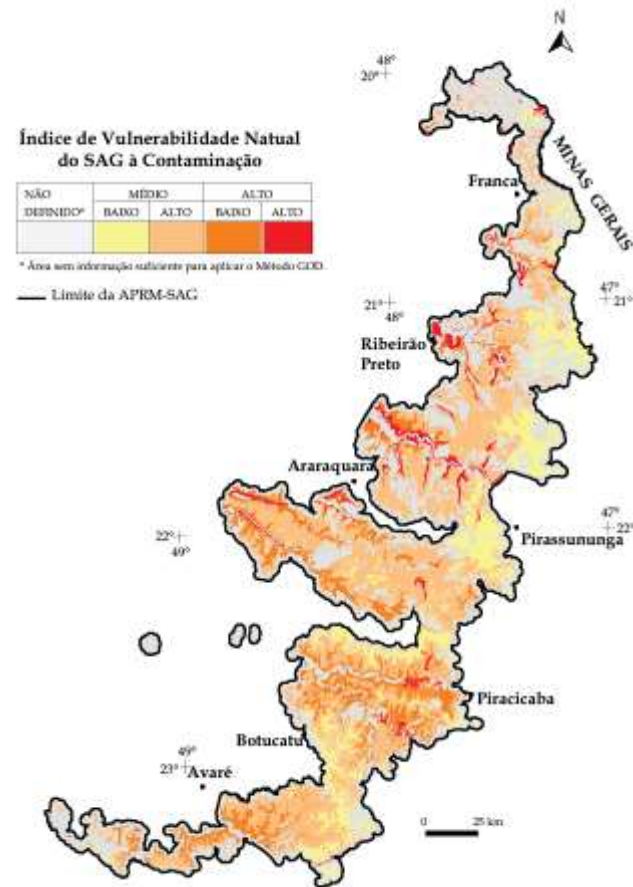 N
48°
20°
Índice de Vulnerabilidade Natual
do SAG à Contaminação
NÃO DEFINIDO*
MÉDIO
ALTO
BAIXO
ALTO
BAIXO
ALTO
* Área sem informação suficiente para aplicar o Método GOD.
Limite da APRM-SAG
MINAS GERAIS
Franca
47°
21°
21°
48°
Ribeirão
Preto
Araraquara
47°
22°
Pirassununga
22°
49°
Piracicaba
Botucatu
49°
23°
Avaré
0
25 km